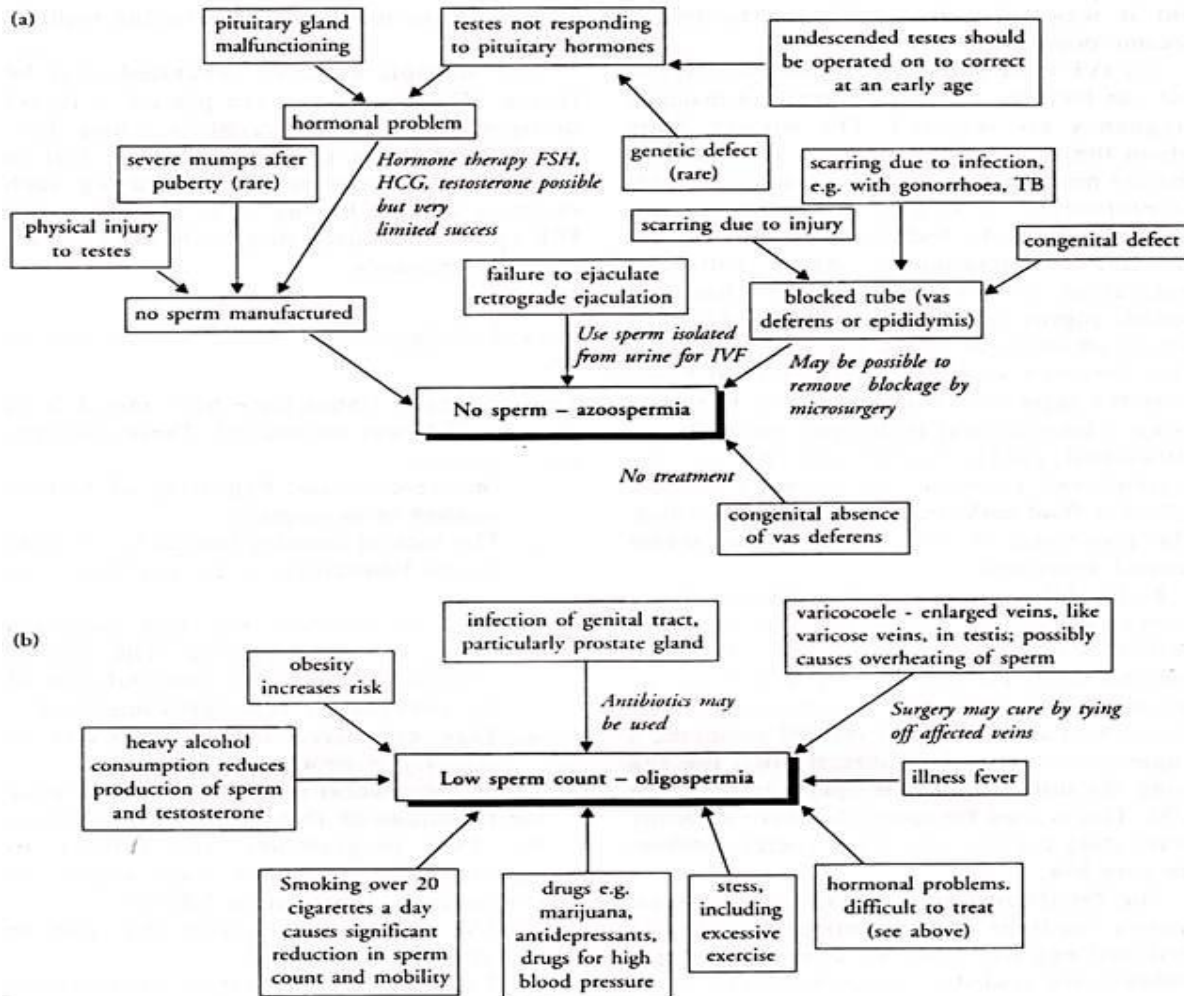 (a)
pituitary gland
malfunctioning
testes not responding
to pituitary hormones
undescended testes should
be operated on to correct
at an early age
hormonal problem
severe mumps after
puberty (rare)
Hormone therapy FSH,
HCG, testosterone possible
but very
limited success
genetic defect
(rare)
scarring due to infection,
e.g. with gonorrhoea, TB
physical injury
to testes
scarring due to injury
congenital defect
failure to ejaculate
retrograde ejaculation
no sperm manufactured
blocked tube (vas
deferens or epididymis)
Use sperm isolated
from urine for IVF
May be possible to
remove blockage by
microsurgery
No sperm – azoospermia
No treatment
congenital absence
of vas deferens
(b)
infection of genital tract,
particularly prostate gland
varicocoele - enlarged veins, like
varicose veins, in testis; possibly
causes overheating of sperm
obesity
increases risk
Antibiotics may
be used
Surgery may cure by tying
off affected veins
heavy alcohol
consumption reduces
production of sperm
and testosterone
Low sperm count – oligospermia
illness fever
Smoking over 20
cigarettes a day
causes significant
reduction in sperm
count and mobility
drugs e.g.
marijuana,
antidepressants,
drugs for high
blood pressure
stess,
including
excessive
exercise
hormonal problems.
difficult to treat
(see above)